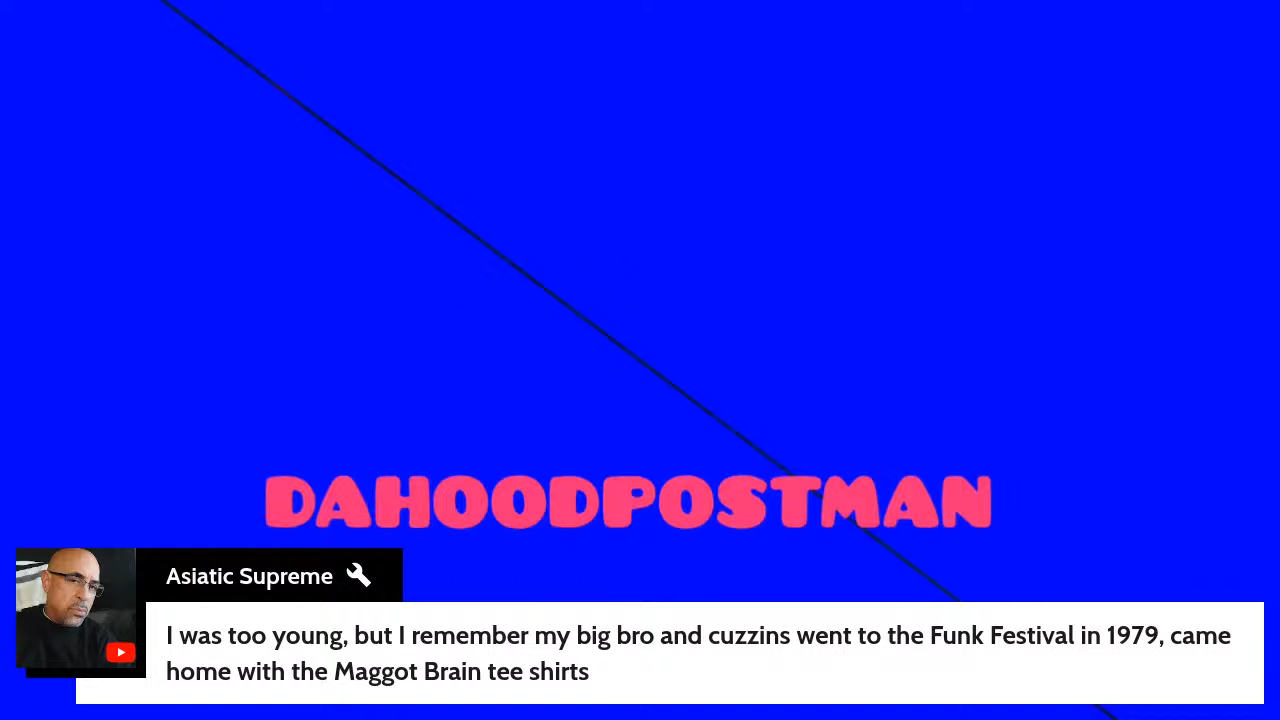 DAHOODPOSTMAN
Asiatic Supreme
I was too young, but I remember my big bro and cuzzins went to the Funk Festival in 1979, came
home with the Maggot Brain tee shirts